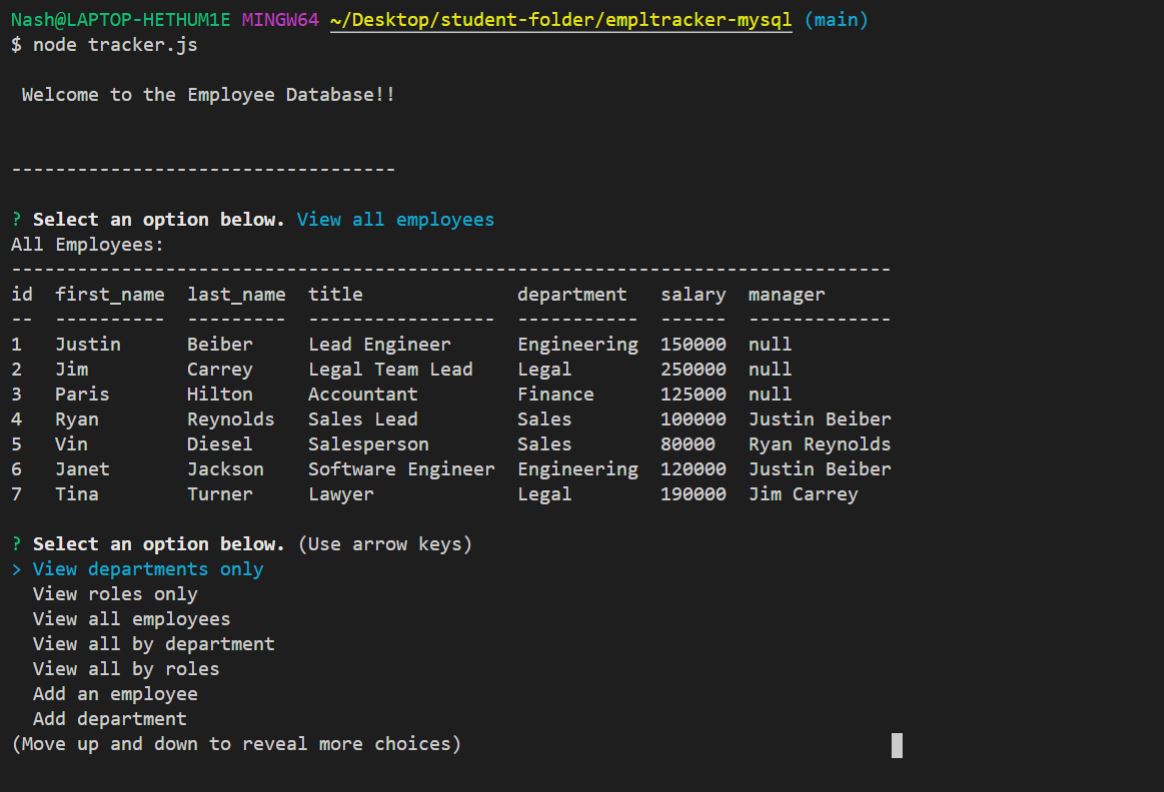 Nash@LAPTOP-HETHUM1E MINGW64 ~/Desktop/student-folder/empltracker-mysql (main)
$ node tracker.js
Welcome to the Employee Database!!
-----------------------------------
? Select an option below. View all employees
All Employees:
--------------------------------------------------------------------------------
id  first_name  last_name  title              department   salary  manager
--  ----------  ---------  -----------------  -----------  ------  -------------
1   Justin      Beiber     Lead Engineer      Engineering  150000  null
2   Jim         Carrey     Legal Team Lead    Legal        250000  null
3   Paris       Hilton     Accountant         Finance      125000  null
4   Ryan        Reynolds   Sales Lead         Sales        100000  Justin Beiber
5   Vin         Diesel     Salesperson        Sales        80000   Ryan Reynolds
6   Janet       Jackson    Software Engineer  Engineering  120000  Justin Beiber
7   Tina        Turner     Lawyer             Legal        190000  Jim Carrey
? Select an option below. (Use arrow keys)
> View departments only
  View roles only
  View all employees
  View all by department
  View all by roles
  Add an employee
  Add department
(Move up and down to reveal more choices)